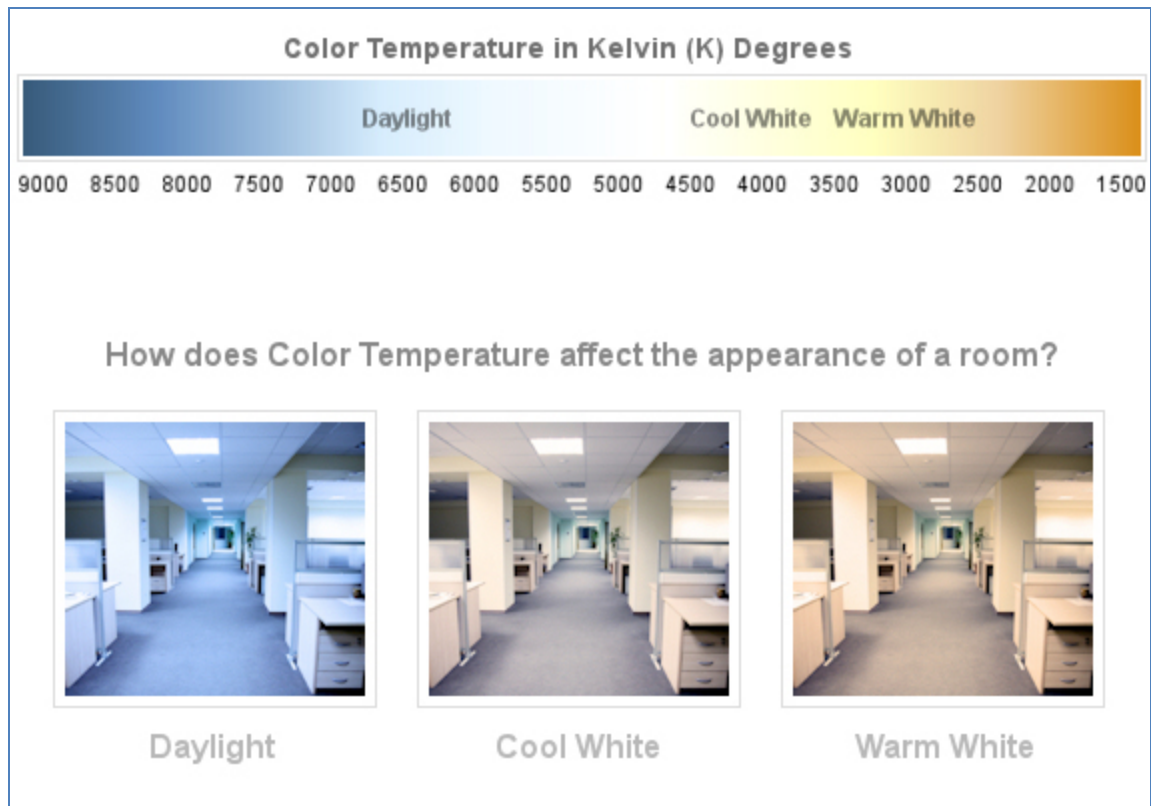 Color Temperature in Kelvin (K) Degrees
Daylight Cool White Warm White
9000 8500 8000 7500 7000 6500 6000 5500 5000 4500 4000 3500 3000 2500 2000 1500
How does Color Temperature affect the appearance of a room?
Daylight Cool White Warm White